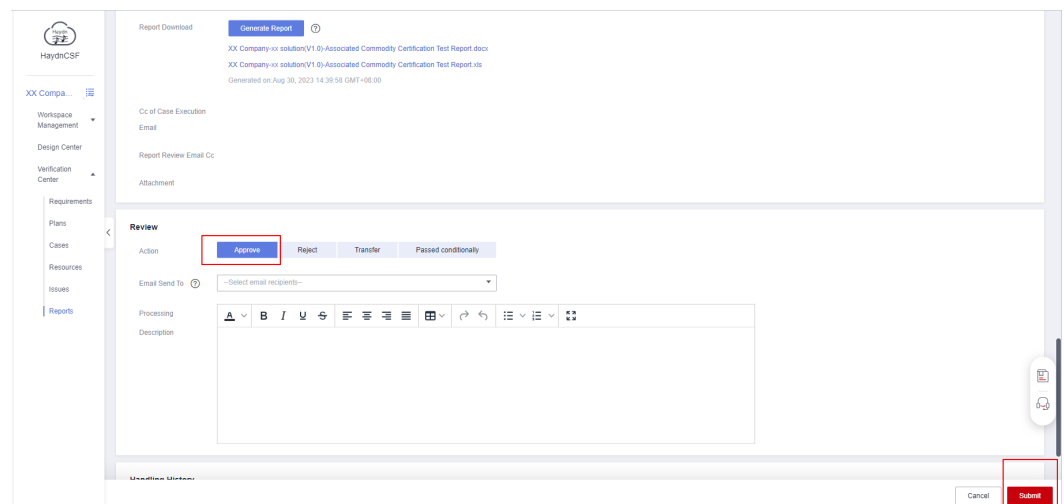 Haydn
HaydnCSF
XX Compa...
Workspace
Management
Design Center
Verification
Center
Requirements
Plans
Cases
Resources
Issues
Reports
Report Download
Generate Report
?
XX Company-xx solution(V1.0)-Associated Commodity Certification Test Report.docx
XX Company-xx solution(V1.0)-Associated Commodity Certification Test Report.xls
Generated on:Aug 30, 2023 14:39:58 GMT+08:00
Cc of Case Execution
Email
Report Review Email Cc
Attachment
Review
Action
Approve Reject Transfer Passed conditionally
Email Send To ? --Select email recipients--
Processing
Description
A B I U S
Handling History
Cancel Submit